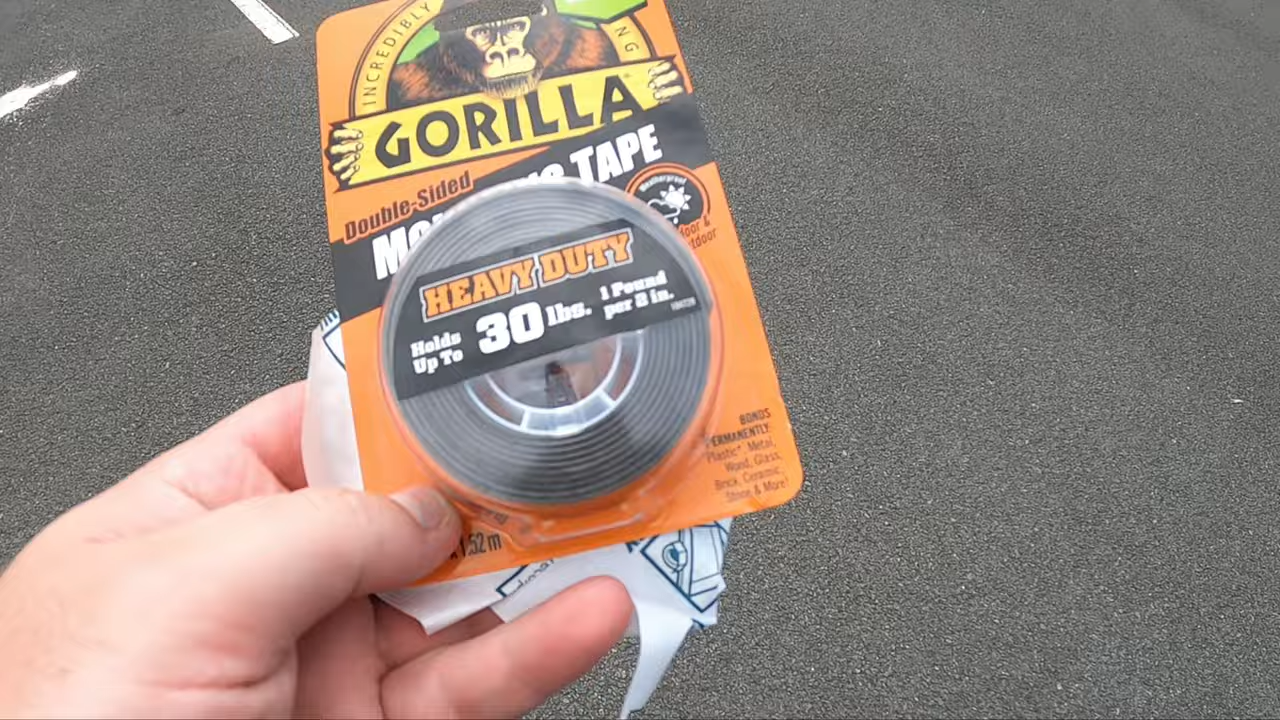 INCREDIBLY
NG
GORILLA
Double-Sided
TAPE
Weatherproof
HEAVY DUTY
Holds
Up To
30 lbs.
1 Pound
per 2 in.
BONDS
PERMANENTLY:
Plastic*, Metal,
Wood, Glass,
Brick, Ceramic,
Stone & More!
1.52 m